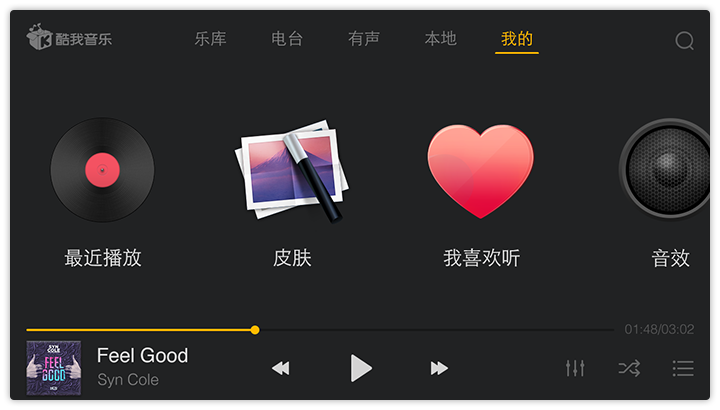 酷我音乐
乐库
电台
有声
本地
我的
最近播放
皮肤
我喜欢听
音效
01:48/03:02
SYN
COLE
FEEL
GOOD
Feel Good
Syn Cole